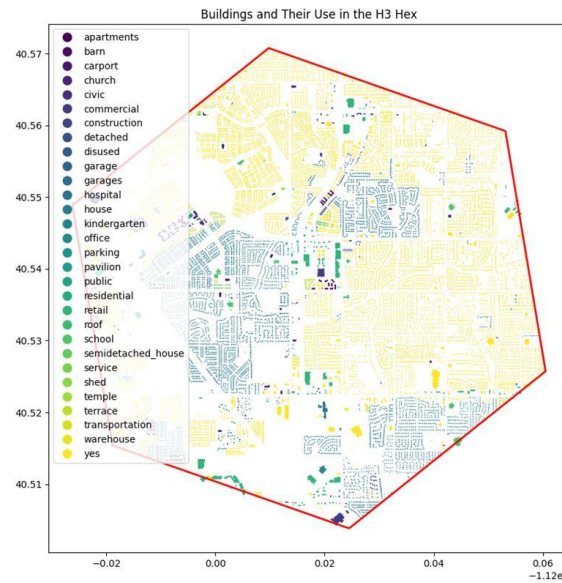 Buildings and Their Use in the H3 Hex
apartments
barn
carport
church
civic
commercial
construction
detached
disused
garage
garages
hospital
house
kindergarten
office
parking
pavilion
public
residential
retail
roof
school
semidetached_house
service
shed
temple
terrace
transportation
warehouse
yes
40.57
40.56
40.55
40.54
40.53
40.52
40.51
−0.02 0.00 0.02 0.04 0.06